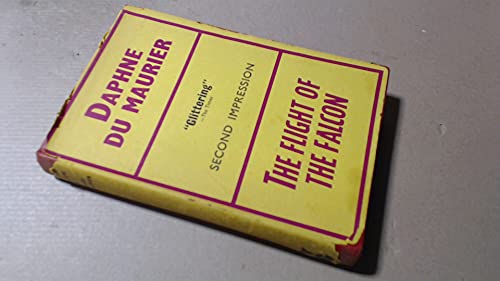 DAPHNE
DU MAURIER
"Glittering"
—The Times
SECOND IMPRESSION
THE FLIGHT OF
THE FALCON